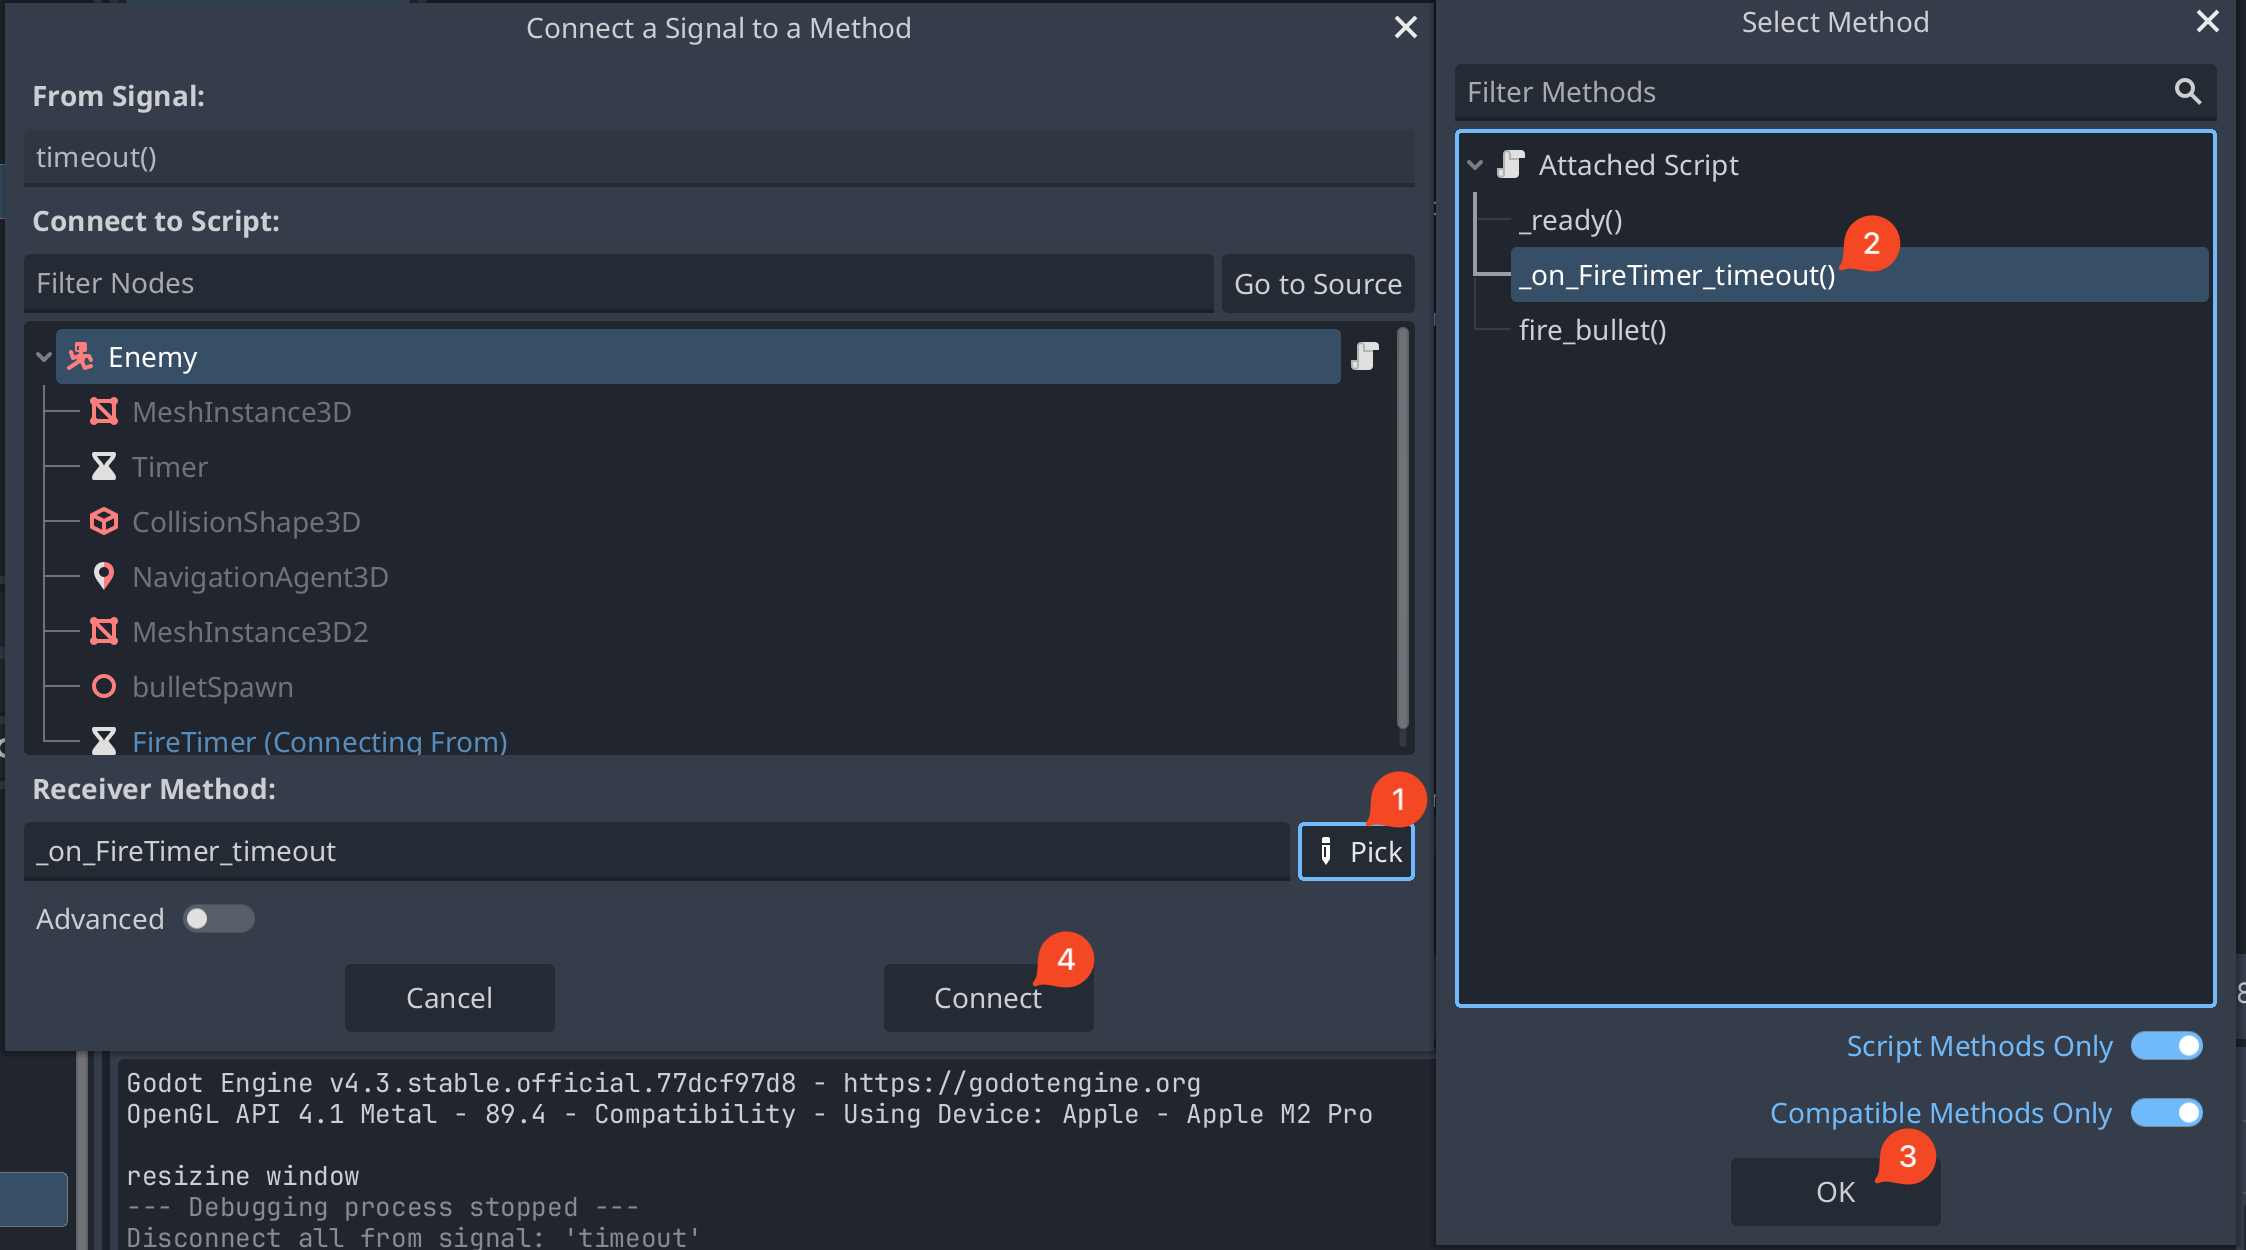 Connect a Signal to a Method
From Signal:
timeout()
Connect to Script:
Filter Nodes
Go to Source
Enemy
MeshInstance3D
Timer
CollisionShape3D
NavigationAgent3D
MeshInstance3D2
bulletSpawn
FireTimer (Connecting From)
Receiver Method:
1
_on_FireTimer_timeout
Pick
Advanced
4
Cancel
Connect
Godot Engine v4.3.stable.official.77dcf97d8 - https://godotengine.org
OpenGL API 4.1 Metal - 89.4 - Compatibility - Using Device: Apple - Apple M2 Pro
resizine window
--- Debugging process stopped ---
Disconnect all from signal: 'timeout'
Select Method
Filter Methods
Attached Script
_ready()
2
_on_FireTimer_timeout()
fire_bullet()
Script Methods Only
Compatible Methods Only
3
OK